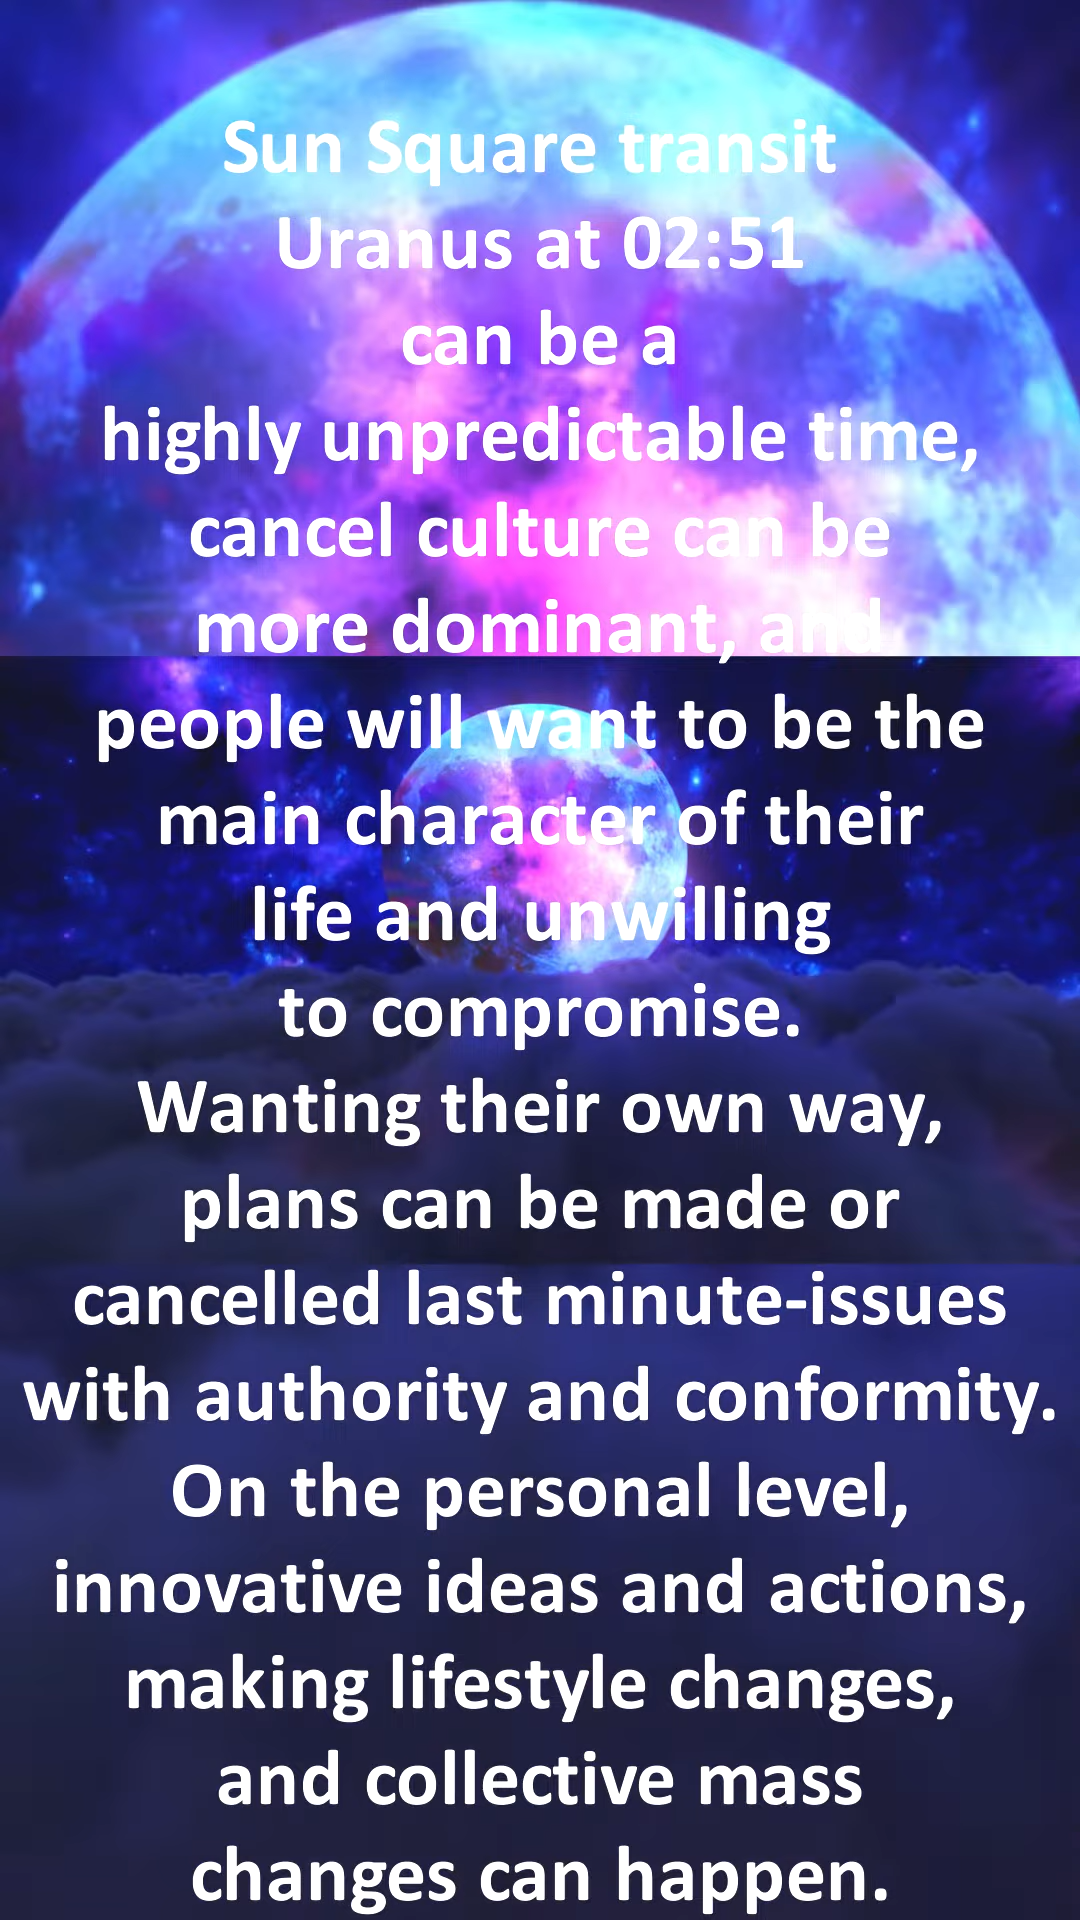 Sun Square transit
Uranus at 02:51
can be a
highly unpredictable time,
cancel culture can be
more dominant, and
people will want to be the
main character of their
life and unwilling
to compromise.
Wanting their own way,
plans can be made or
cancelled last minute-issues
with authority and conformity.
On the personal level,
innovative ideas and actions,
making lifestyle changes,
and collective mass
changes can happen.